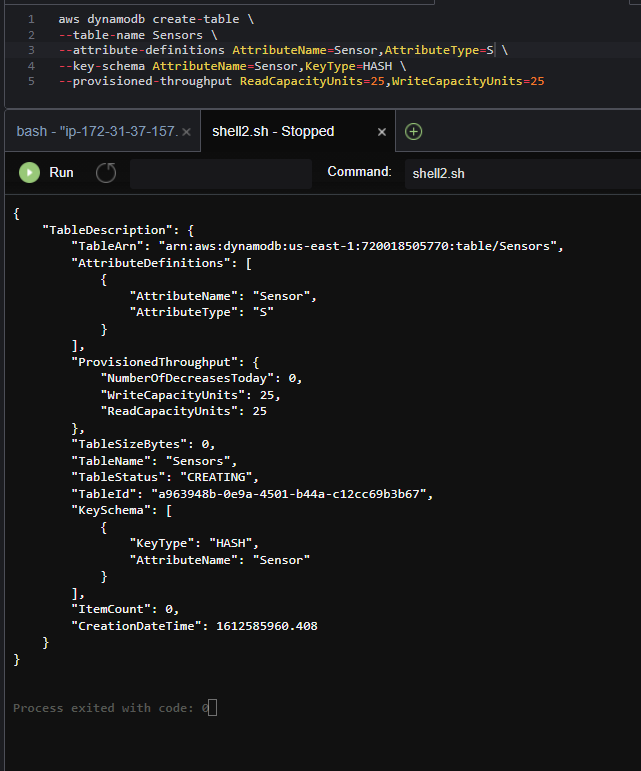 1 aws dynamodb create-table \
2 --table-name Sensors \
3 --attribute-definitions AttributeName=Sensor,AttributeType=S \
4 --key-schema AttributeName=Sensor,KeyType=HASH \
5 --provisioned-throughput ReadCapacityUnits=25,WriteCapacityUnits=25
bash - "ip-172-31-37-157. × shell2.sh - Stopped ×
Run Command: shell2.sh
{
    "TableDescription": {
        "TableArn": "arn:aws:dynamodb:us-east-1:720018505770:table/Sensors",
        "AttributeDefinitions": [
            {
                "AttributeName": "Sensor",
                "AttributeType": "S"
            }
        ],
        "ProvisionedThroughput": {
            "NumberOfDecreasesToday": 0,
            "WriteCapacityUnits": 25,
            "ReadCapacityUnits": 25
        },
        "TableSizeBytes": 0,
        "TableName": "Sensors",
        "TableStatus": "CREATING",
        "TableId": "a963948b-0e9a-4501-b44a-c12cc69b3b67",
        "KeySchema": [
            {
                "KeyType": "HASH",
                "AttributeName": "Sensor"
            }
        ],
        "ItemCount": 0,
        "CreationDateTime": 1612585960.408
    }
}
Process exited with code: 0